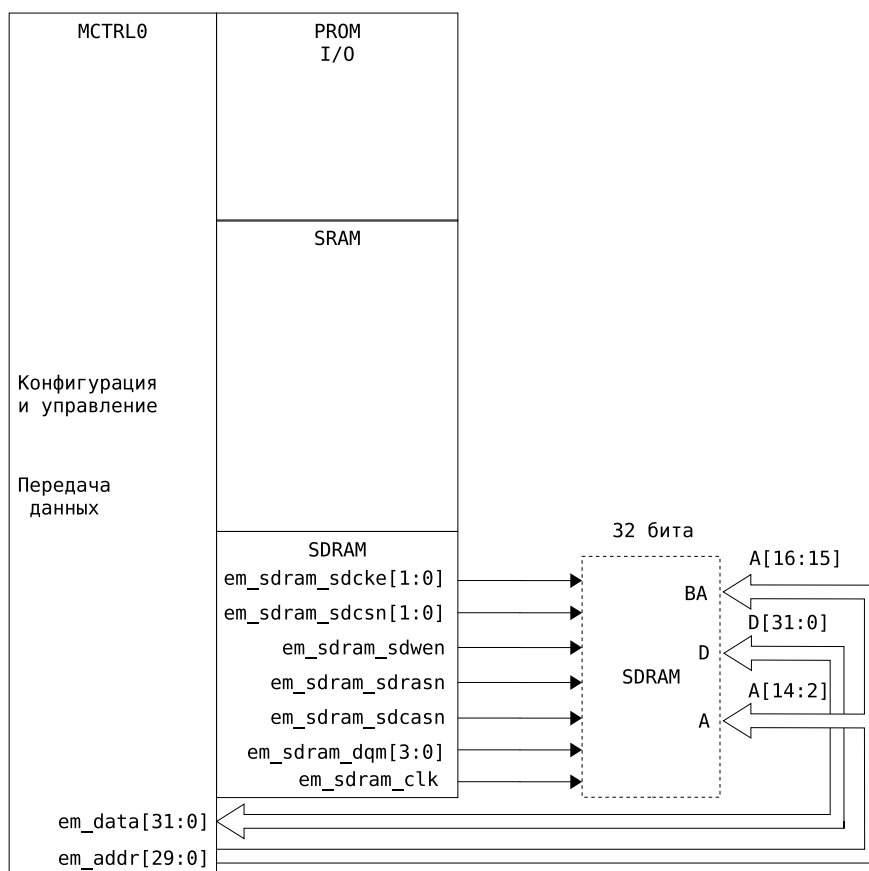 MCTRL0
PROM
I/O
SRAM
Конфигурация
и управление
Передача
данных
SDRAM
em_sdram_sdcke[1:0]
em_sdram_sdcsn[1:0]
em_sdram_sdwen
em_sdram_sdrasn
em_sdram_sdcasn
em_sdram_dqm[3:0]
em_sdram_clk
32 бита
SDRAM
BA
D
A
A[16:15]
D[31:0]
A[14:2]
em_data[31:0]
em_addr[29:0]